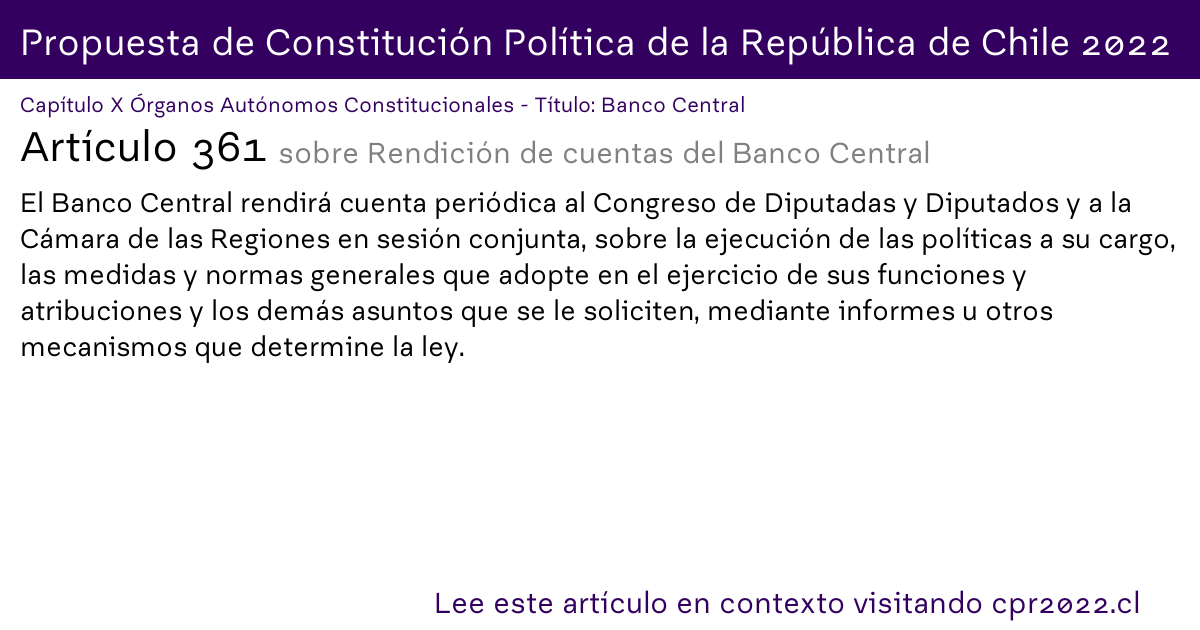 Propuesta de Constitución Política de la República de Chile 2022
Capítulo X Órganos Autónomos Constitucionales - Título: Banco Central
Artículo 361 sobre Rendición de cuentas del Banco Central
El Banco Central rendirá cuenta periódica al Congreso de Diputadas y Diputados y a la
Cámara de las Regiones en sesión conjunta, sobre la ejecución de las políticas a su cargo,
las medidas y normas generales que adopte en el ejercicio de sus funciones y
atribuciones y los demás asuntos que se le soliciten, mediante informes u otros
mecanismos que determine la ley.
Lee este artículo en contexto visitando cpr2022.cl